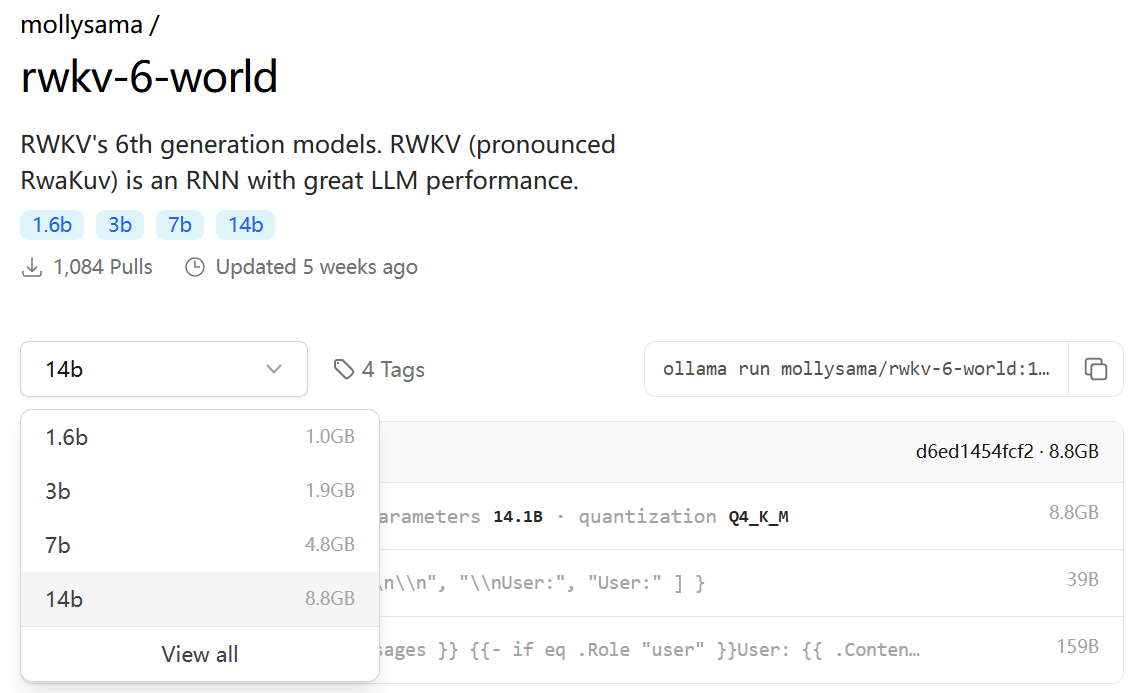 mollysama /
rwkv-6-world
RWKV's 6th generation models. RWKV (pronounced
RwaKuv) is an RNN with great LLM performance.
1.6b 3b 7b 14b
1,084 Pulls Updated 5 weeks ago
14b 4 Tags ollama run mollysama/rwkv-6-world:1…
1.6b 1.0GB
3b 1.9GB
7b 4.8GB
14b 8.8GB
View all
d6ed1454fcf2 · 8.8GB
arameters 14.1B · quantization Q4_K_M 8.8GB
\n\\n", "\\nUser:", "User:" ] } 39B
sages }} {{- if eq .Role "user" }}User: {{ .Conten… 159B